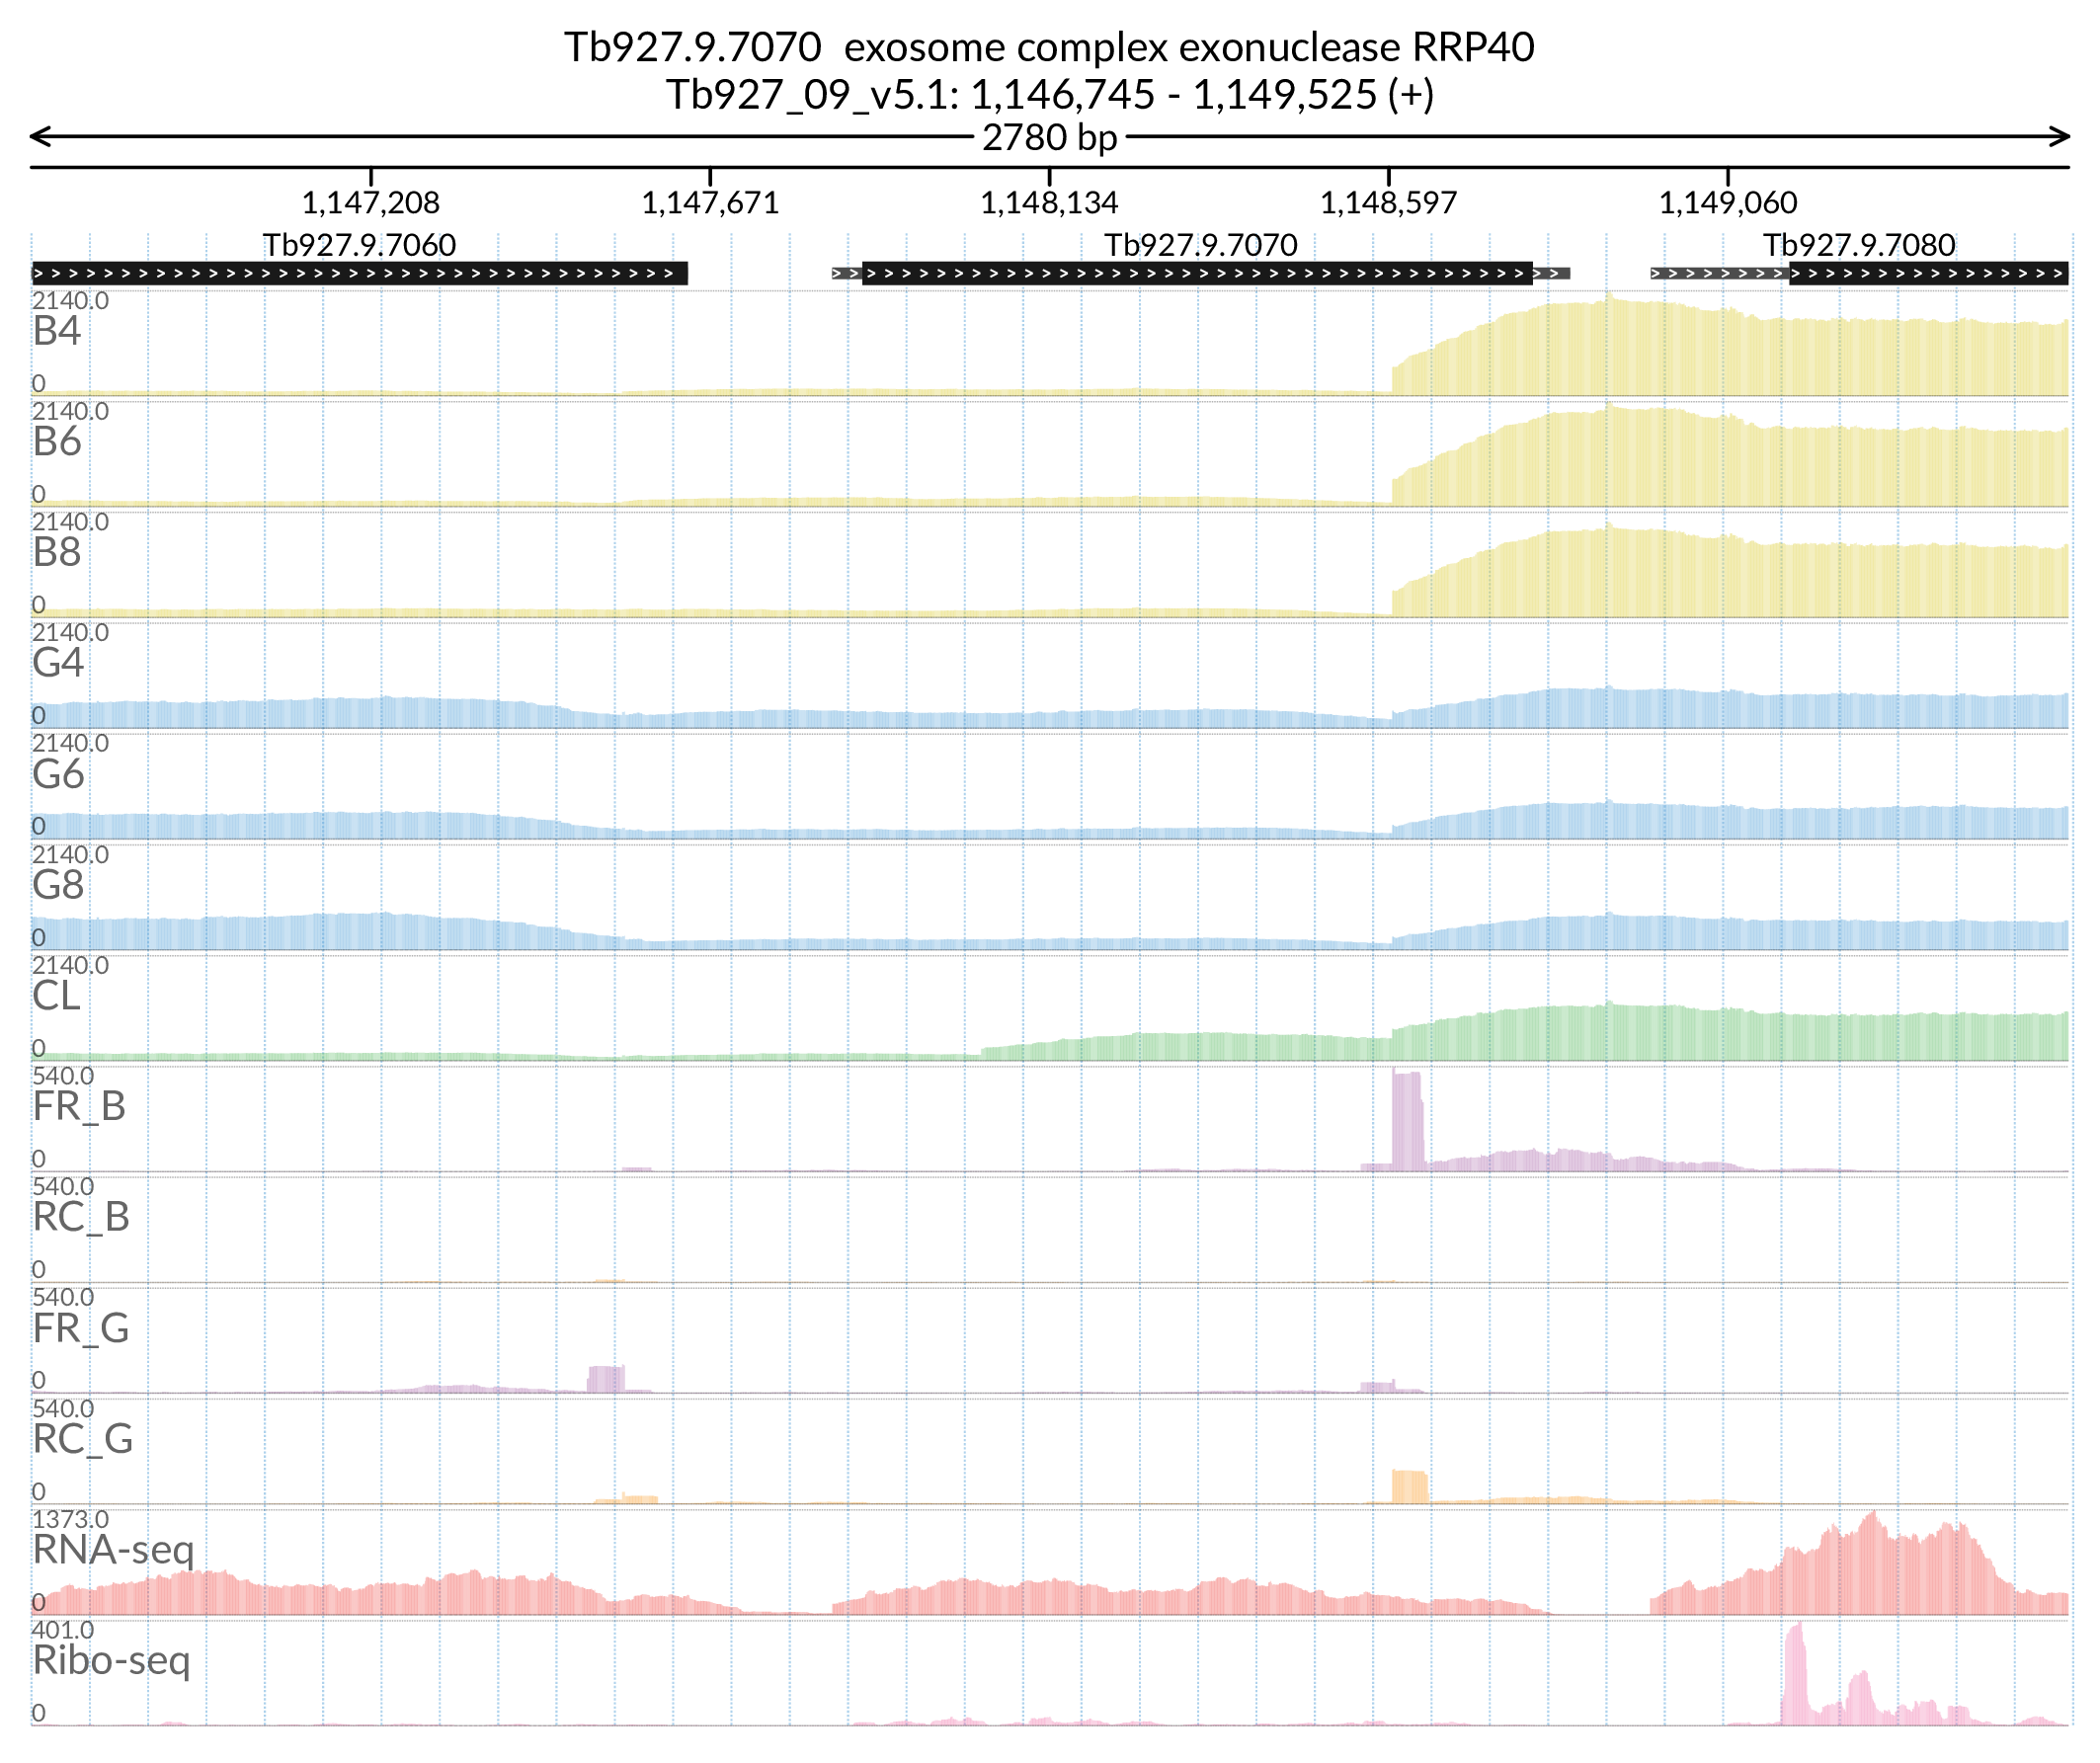 Tb927.9.7070  exosome complex exonuclease RRP40
Tb927_09_v5.1: 1,146,745 - 1,149,525 (+)
2780 bp
1,147,208 1,147,671 1,148,134 1,148,597 1,149,060
Tb927.9.7060 Tb927.9.7070 Tb927.9.7080
2140.0
B4
0
2140.0
B6
0
2140.0
B8
0
2140.0
G4
0
2140.0
G6
0
2140.0
G8
0
2140.0
CL
0
540.0
FR_B
0
540.0
RC_B
0
540.0
FR_G
0
540.0
RC_G
0
1373.0
RNA-seq
0
401.0
Ribo-seq
0